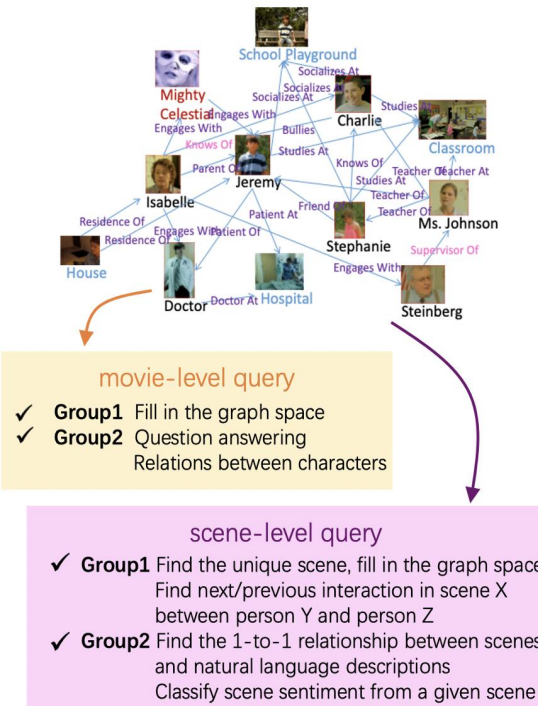 School Playground
Socializes At
Mighty
Celestial
Socializes
Socializes At
Charlie
Studies At
Engages With
Engages With
Bullies
Classroom
Knows Of
Studies At
Parent Of
Jeremy
Knows Of
Teacher Of
Teacher At
Studies At
Isabelle
Teacher Of
Friend Of
Teacher Of
Ms. Johnson
Residence Of
Patient At
Residence Of
Engages With
Patient Of
Stephanie
Supervisor Of
House
Engages With
Doctor
Doctor At
Hospital
Steinberg
movie-level query
✓ Group1 Fill in the graph space
✓ Group2 Question answering
Relations between characters
scene-level query
✓ Group1 Find the unique scene, fill in the graph space
Find next/previous interaction in scene X
between person Y and person Z
✓ Group2 Find the 1-to-1 relationship between scenes
and natural language descriptions
Classify scene sentiment from a given scene